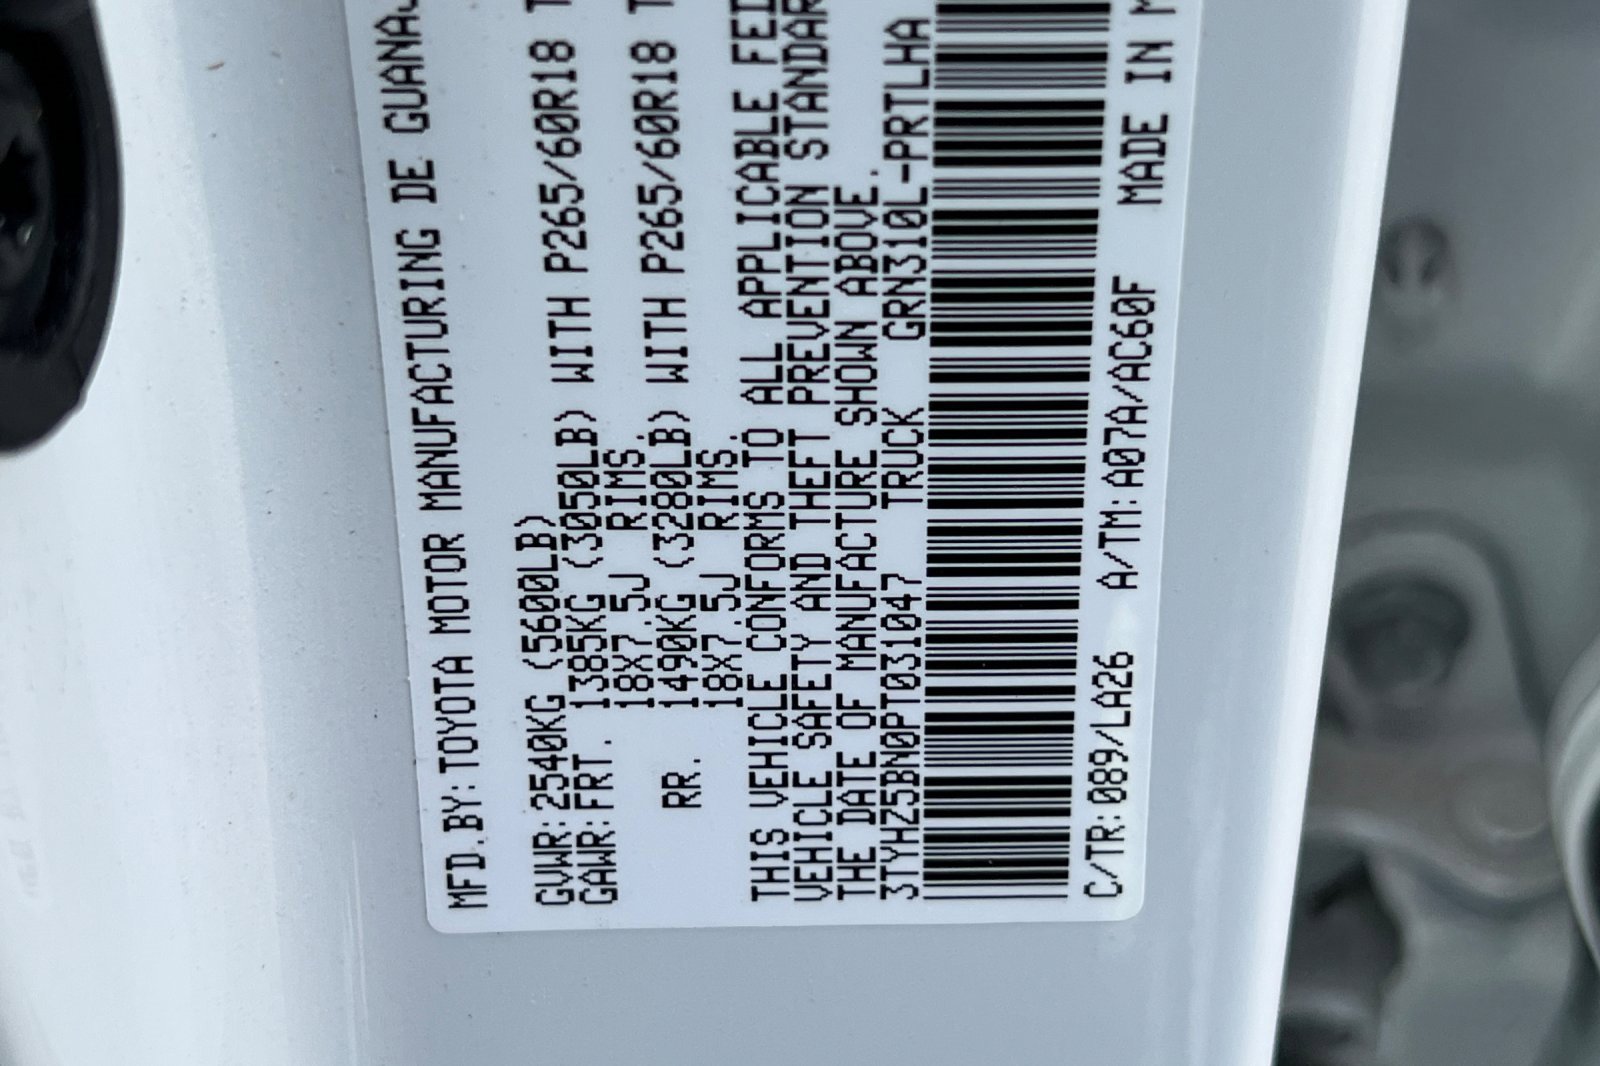 MFD.BY:TOYOTA MOTOR MANUFACTURING DE GUANAJ
GVWR:2540KG (5600LB)
GAWR:FRT. 1385KG (3050LB) WITH P265/60R18 T
18X7.5J RIMS.
RR. 1490KG (3280LB) WITH P265/60R18 T
18X7.5J RIMS.
THIS VEHICLE CONFORMS TO ALL APPLICABLE FED
VEHICLE SAFETY AND THEFT PREVENTION STANDAR
THE DATE OF MANUFACTURE SHOWN ABOVE.
3TYHZ5BN0PT031047 TRUCK GRN310L-PRTLHA
C/TR:089/LA26 A/TM:A07A/AC60F MADE IN M